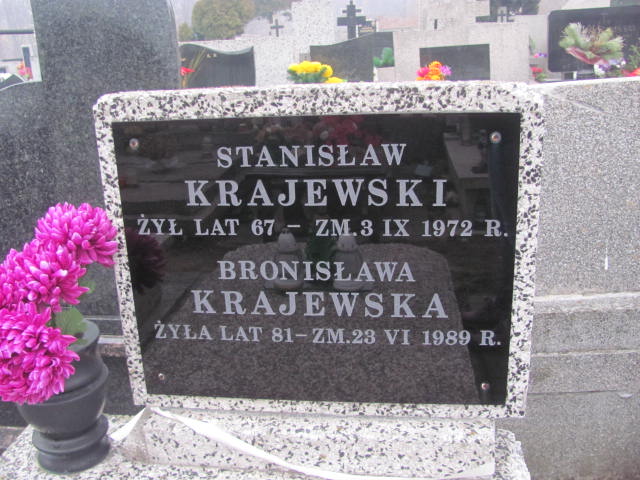 STANISŁAW
KRAJEWSKI
ŻYŁ LAT 67 - ZM.3 IX 1972 R.
BRONISŁAWA
KRAJEWSKA
ŻYŁA LAT 81 - ZM.23 VI 1989 R.